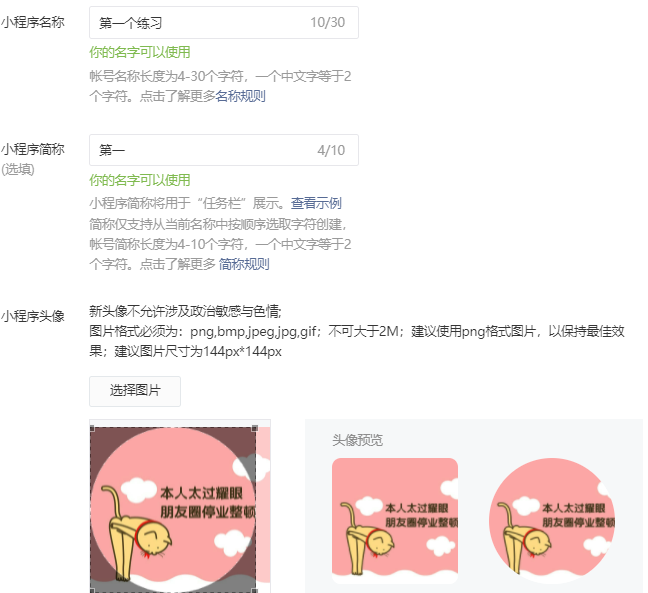 小程序名称
第一个练习
10/30
你的名字可以使用
帐号名称长度为4-30个字符，一个中文字等于2
个字符。点击了解更多名称规则
小程序简称
(选填)
第一
4/10
你的名字可以使用
小程序简称将用于“任务栏”展示。查看示例
简称仅支持从当前名称中按顺序选取字符创建，
帐号简称长度为4-10个字符，一个中文字等于2
个字符。点击了解更多 简称规则
小程序头像
新头像不允许涉及政治敏感与色情;
图片格式必须为：png,bmp,jpeg,jpg,gif；不可大于2M；建议使用png格式图片，以保持最佳效
果；建议图片尺寸为144px*144px
选择图片
头像预览
本人太过耀眼
朋友圈停业整顿
本人太过耀眼
朋友圈停业整顿
本人太过耀眼
朋友圈停业整顿